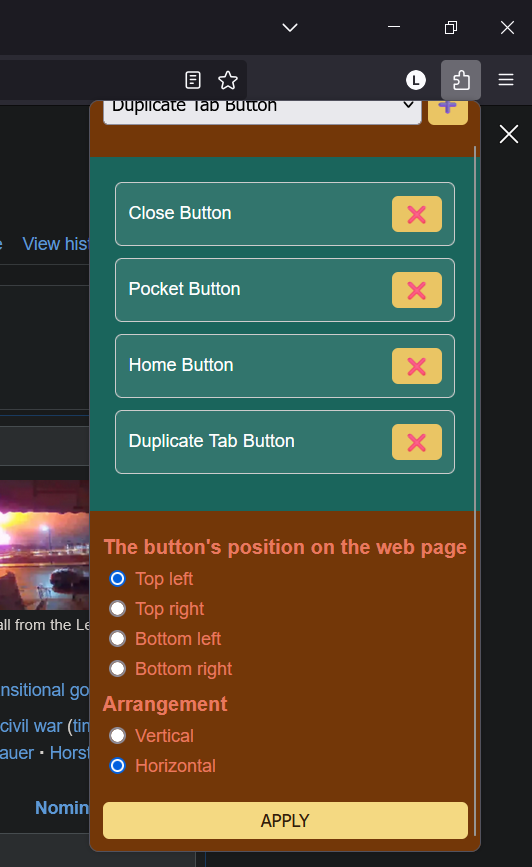 L
Duplicate Tab Button
View his
Close Button
Pocket Button
Home Button
Duplicate Tab Button
The button's position on the web page
Top left
Top right
Bottom left
Bottom right
all from the Le
nsitional go
Arrangement
civil war (tin
Vertical
auer · Horst
Horizontal
Nomin
APPLY